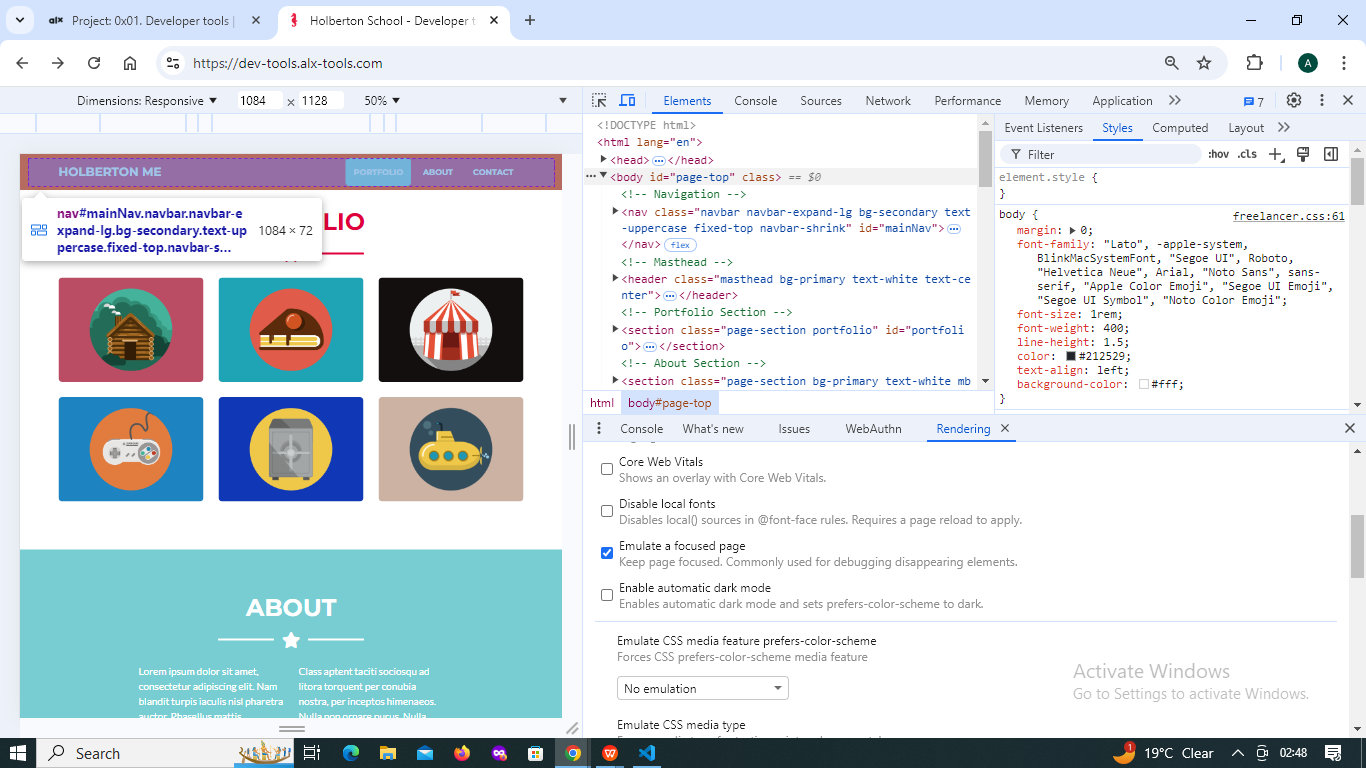 alx Project: 0x01. Developer tools |
Holberton School - Developer t
https://dev-tools.alx-tools.com
A
Dimensions: Responsive 1084 × 1128 50%
Elements Console Sources Network Performance Memory Application 7
<!DOCTYPE html>
<html lang="en">
<head> </head>
<body id="page-top" class> == $0
<!-- Navigation -->
<nav class="navbar navbar-expand-lg bg-secondary text
-uppercase fixed-top navbar-shrink" id="mainNav">
</nav> flex
<!-- Masthead -->
<header class="masthead bg-primary text-white text-ce
nter"> </header>
<!-- Portfolio Section -->
<section class="page-section portfolio" id="portfoli
o"> </section>
<!-- About Section -->
<section class="page-section bg-primary text-white mb
html body#page-top
Event Listeners Styles Computed Layout
Filter :hov .cls
element.style {
}
body { freelancer.css:61
margin: 0;
font-family: "Lato", -apple-system,
BlinkMacSystemFont, "Segoe UI", Roboto,
"Helvetica Neue", Arial, "Noto Sans", sans-
serif, "Apple Color Emoji", "Segoe UI Emoji",
"Segoe UI Symbol", "Noto Color Emoji";
font-size: 1rem;
font-weight: 400;
line-height: 1.5;
color: #212529;
text-align: left;
background-color: #fff;
}
HOLBERTON ME PORTFOLIO ABOUT CONTACT
nav#mainNav.navbar.navbar-e
xpand-lg.bg-secondary.text-up
percase.fixed-top.navbar-s... 1084 × 72
LIO
ABOUT
Lorem ipsum dolor sit amet,
consectetur adipiscing elit. Nam
blandit turpis iaculis nisl pharetra
auctor. Phasellus mattis
Class aptent taciti sociosqu ad
litora torquent per conubia
nostra, per inceptos himenaeos.
Nulla non ornare purus. Nulla
Console What's new Issues WebAuthn Rendering
Core Web Vitals
Shows an overlay with Core Web Vitals.
Disable local fonts
Disables local() sources in @font-face rules. Requires a page reload to apply.
Emulate a focused page
Keep page focused. Commonly used for debugging disappearing elements.
Enable automatic dark mode
Enables automatic dark mode and sets prefers-color-scheme to dark.
Emulate CSS media feature prefers-color-scheme
Forces CSS prefers-color-scheme media feature
No emulation
Emulate CSS media type
Activate Windows
Go to Settings to activate Windows.
Search 1 19°C Clear 02:48